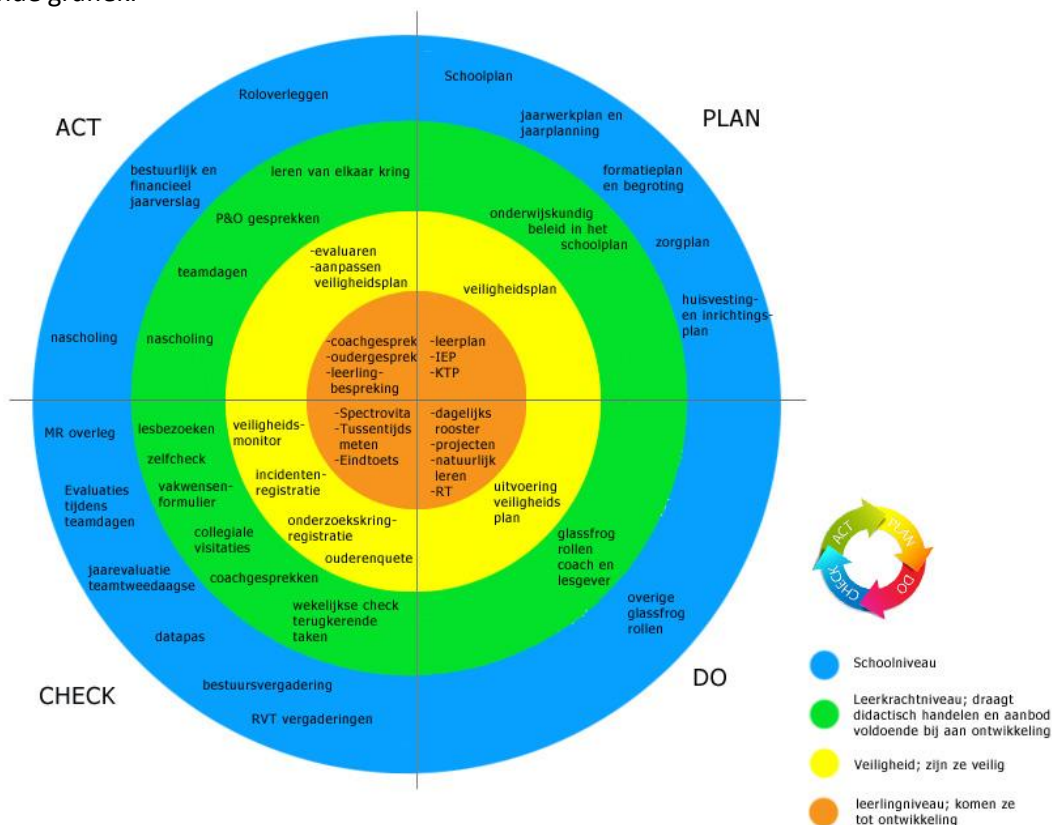 nde grafiek.
ACT
PLAN
Roloverleggen
bestuurlijk en
financieel
jaarverslag
leren van elkaar kring
P&O gesprekken
teamdagen
nascholing
nascholing
-evaluaren
-aanpassen
veiligheidsplan
-coachgesprek
-oudergesprek
-leerling-
bespreking
Schoolplan
jaarwerkplan en
jaarplanning
formatieplan
en begroting
zorgplan
huisvesting-
en inrichtings-
plan
onderwijskundig
beleid in het
schoolplan
veiligheidsplan
-leerplan
-IEP
-KTP
MR overleg
Evaluaties
tijdens
teamdagen
jaarevaluatie
teamtweedaagse
datapas
bestuursvergadering
RVT vergaderingen
lesbezoeken
zelfcheck
vakwensen-
formulier
collegiale
visitaties
coachgesprekken
wekelijkse check
terugkerende
taken
veiligheids-
monitor
incidenten-
registratie
onderzoekskring-
registratie
ouderenquete
-Spectrovita
-Tussentijds
meten
-Eindtoets
-dagelijks
rooster
-projecten
-natuurlijk
leren
-RT
uitvoering
veiligheids
plan
glassfrog
rollen
coach en
lesgever
overige
glassfrog
rollen
CHECK
DO
ACT
PLAN
CHECK
DO
Schoolniveau
Leerkrachtniveau; draagt
didactisch handelen en aanbod
voldoende bij aan ontwikkeling
Veiligheid; zijn ze veilig
leerlingniveau; komen ze
tot ontwikkeling